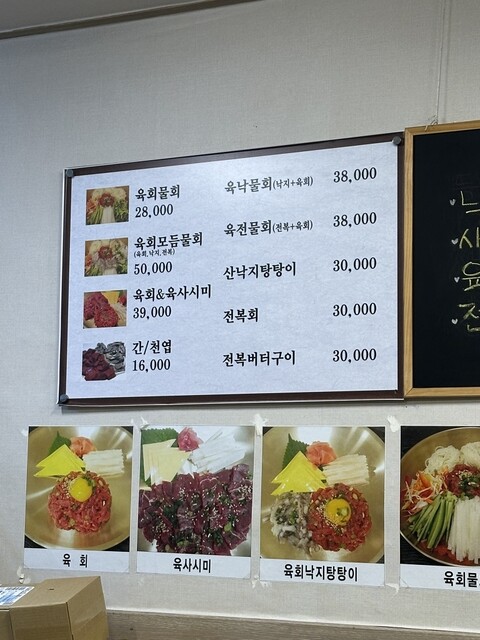 육회물회
28,000
육회모듬물회
(육회,낙지,전복)
50,000
육회&육사시미
39,000
간/천엽
16,000
육낙물회(낙지+육회) 38,000
육전물회(전복+육회) 38,000
산낙지탕탕이 30,000
전복회 30,000
전복버터구이 30,000
육 회
육사시미
육회낙지탕탕이
육회물